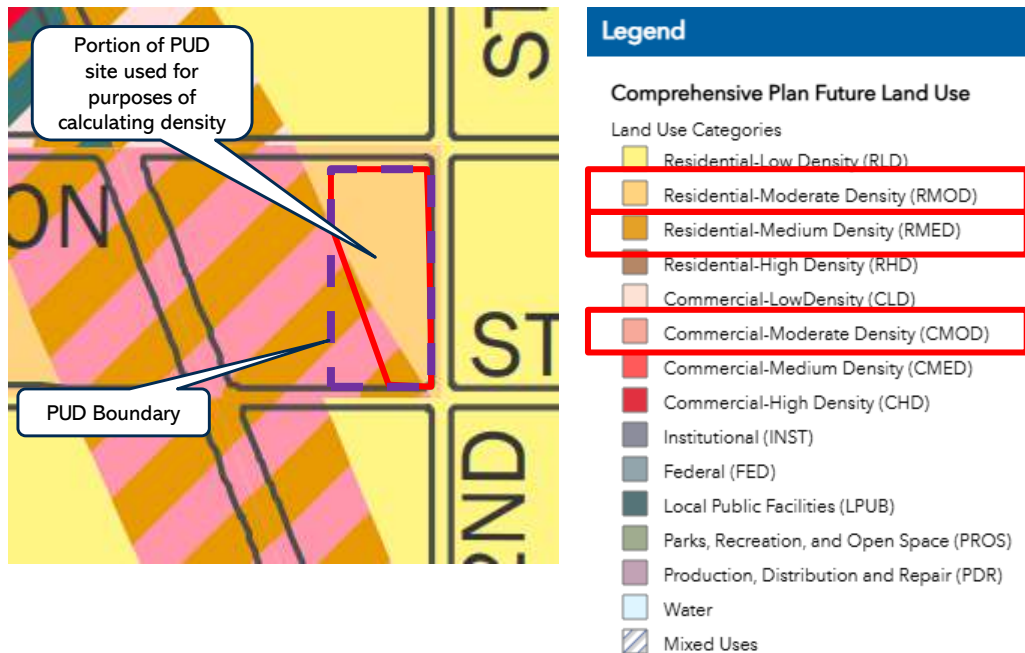 Portion of PUD
site used for
purposes of
calculating density
ST
ON
ST
PUD Boundary
2ND
Legend
Comprehensive Plan Future Land Use
Land Use Categories
Residential-Low Density (RLD)
Residential-Moderate Density (RMOD)
Residential-Medium Density (RMED)
Residential-High Density (RHD)
Commercial-LowDensity (CLD)
Commercial-Moderate Density (CMOD)
Commercial-Medium Density (CMED)
Commercial-High Density (CHD)
Institutional (INST)
Federal (FED)
Local Public Facilities (LPUB)
Parks, Recreation, and Open Space (PROS)
Production, Distribution and Repair (PDR)
Water
Mixed Uses